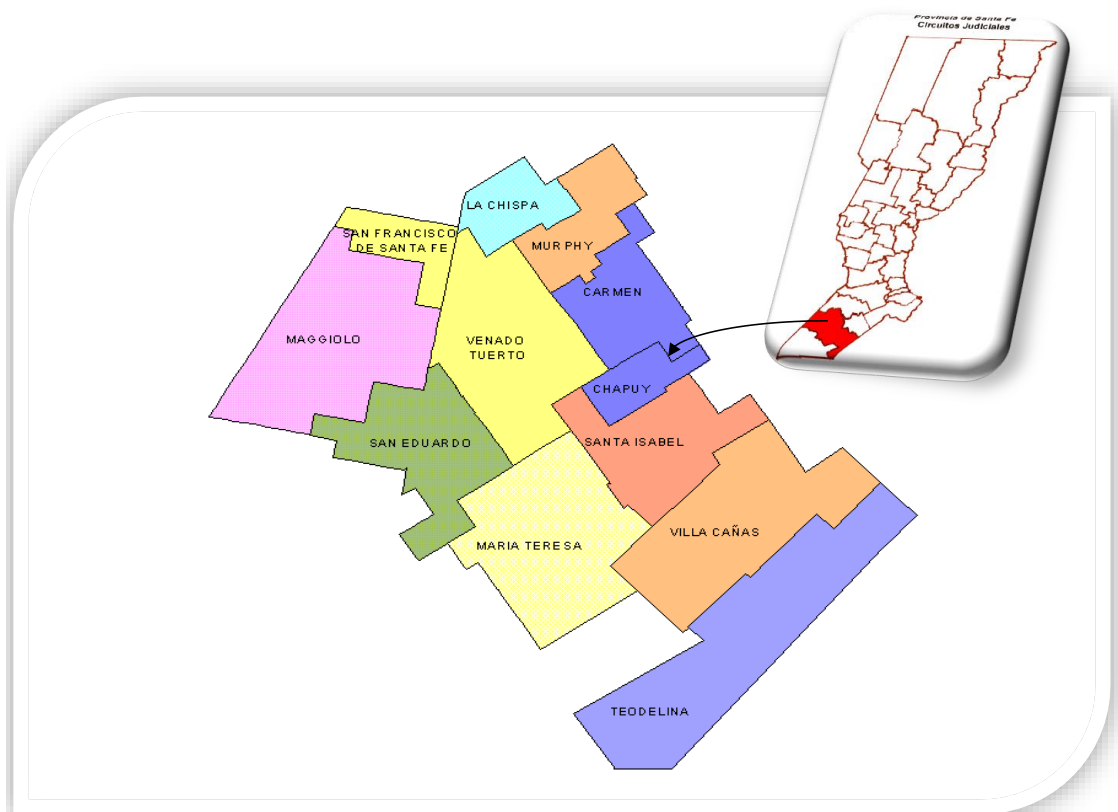 Provincia de Santa Fe
Circuitos Judiciales
LA CHISPA
SAN FRANCISCO
DE SANTA FE
MURPHY
CARMEN
MAGGIOLO
VENADO
TUERTO
CHAPUY
SAN EDUARDO
SANTA ISABEL
VILLA CAÑAS
MARIA TERESA
TEODELINA